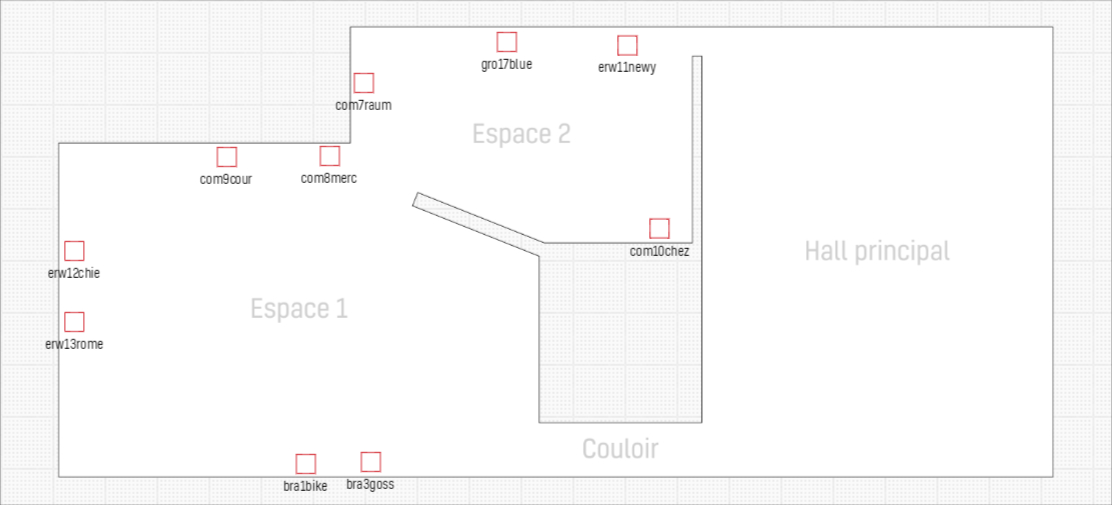 gro17blue
erw11newy
com7raum
Espace 2
com9cour
com8merc
com10chez
Hall principal
erw12chie
Espace 1
erw13rome
Couloir
bra1bike
bra3goss